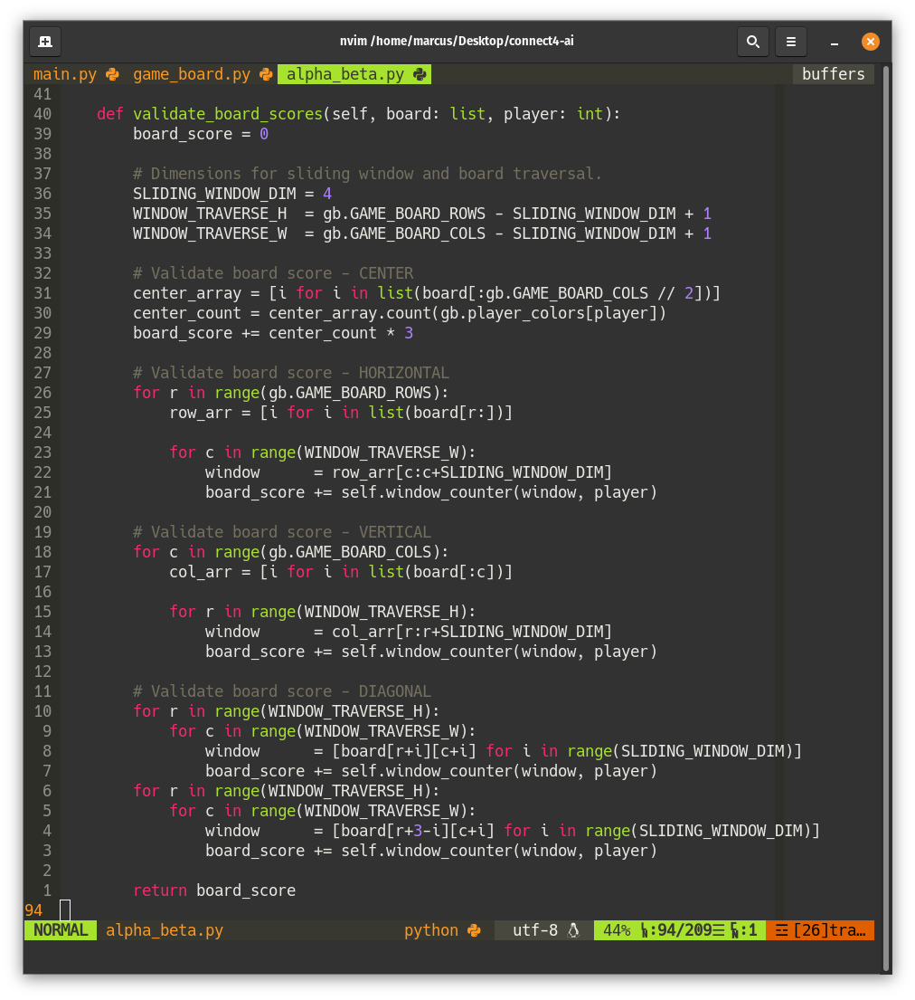 nvim /home/marcus/Desktop/connect4-ai
main.py game_board.py alpha_beta.py buffers
41
40     def validate_board_scores(self, board: list, player: int):
39         board_score = 0
38
37         # Dimensions for sliding window and board traversal.
36         SLIDING_WINDOW_DIM = 4
35         WINDOW_TRAVERSE_H  = gb.GAME_BOARD_ROWS - SLIDING_WINDOW_DIM + 1
34         WINDOW_TRAVERSE_W  = gb.GAME_BOARD_COLS - SLIDING_WINDOW_DIM + 1
33
32         # Validate board score - CENTER
31         center_array = [i for i in list(board[:gb.GAME_BOARD_COLS // 2])]
30         center_count = center_array.count(gb.player_colors[player])
29         board_score += center_count * 3
28
27         # Validate board score - HORIZONTAL
26         for r in range(gb.GAME_BOARD_ROWS):
25             row_arr = [i for i in list(board[r:])]
24
23             for c in range(WINDOW_TRAVERSE_W):
22                 window      = row_arr[c:c+SLIDING_WINDOW_DIM]
21                 board_score += self.window_counter(window, player)
20
19         # Validate board score - VERTICAL
18         for c in range(gb.GAME_BOARD_COLS):
17             col_arr = [i for i in list(board[:c])]
16
15             for r in range(WINDOW_TRAVERSE_H):
14                 window      = col_arr[r:r+SLIDING_WINDOW_DIM]
13                 board_score += self.window_counter(window, player)
12
11         # Validate board score - DIAGONAL
10         for r in range(WINDOW_TRAVERSE_H):
9             for c in range(WINDOW_TRAVERSE_W):
8                 window      = [board[r+i][c+i] for i in range(SLIDING_WINDOW_DIM)]
7                 board_score += self.window_counter(window, player)
6         for r in range(WINDOW_TRAVERSE_H):
5             for c in range(WINDOW_TRAVERSE_W):
4                 window      = [board[r+3-i][c+i] for i in range(SLIDING_WINDOW_DIM)]
3                 board_score += self.window_counter(window, player)
2
1         return board_score
94
NORMAL alpha_beta.py python utf-8 44% :94/209☰ :1 ☲ [26]tra…